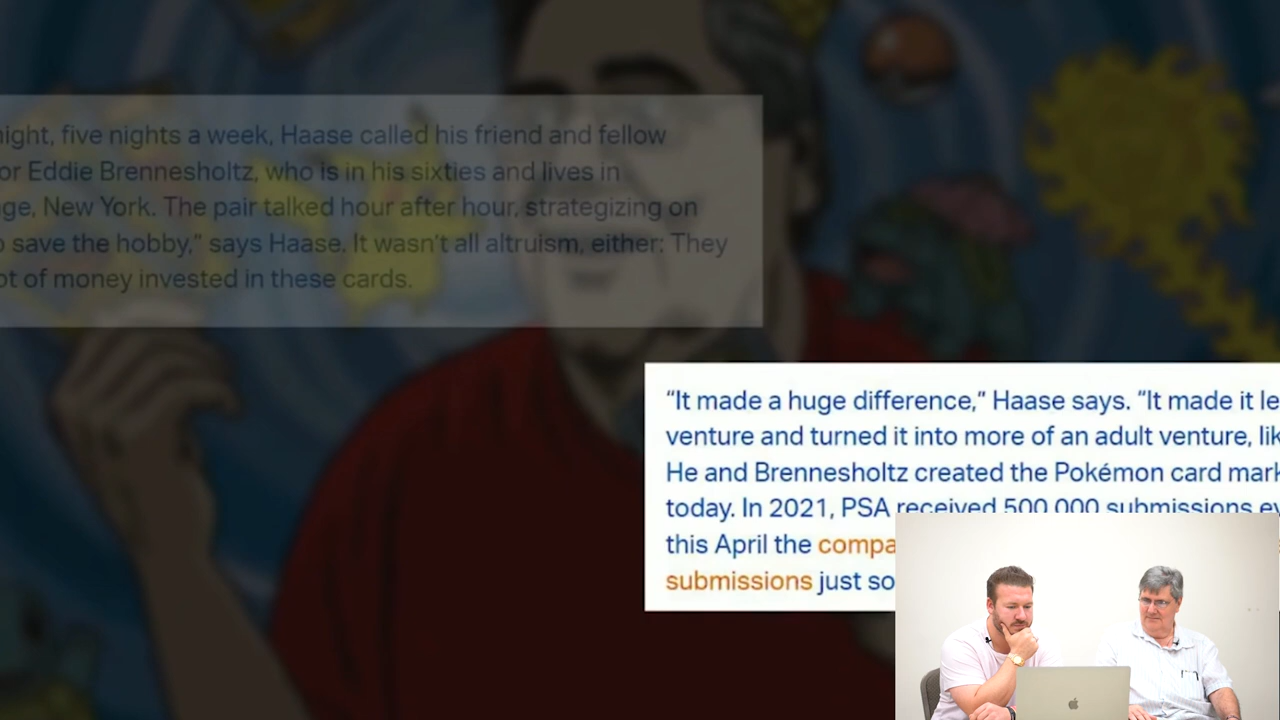 night, five nights a week, Haase called his friend and fellow
or Eddie Brennesholtz, who is in his sixties and lives in
ge, New York. The pair talked hour after hour, strategizing on
o save the hobby,” says Haase. It wasn’t all altruism, either: They
ot of money invested in these cards.
“It made a huge difference,” Haase says. “It made it le
venture and turned it into more of an adult venture, lik
He and Brennesholtz created the Pokémon card mark
today. In 2021, PSA received 500,000 submissions ev
this April the compa
submissions just so